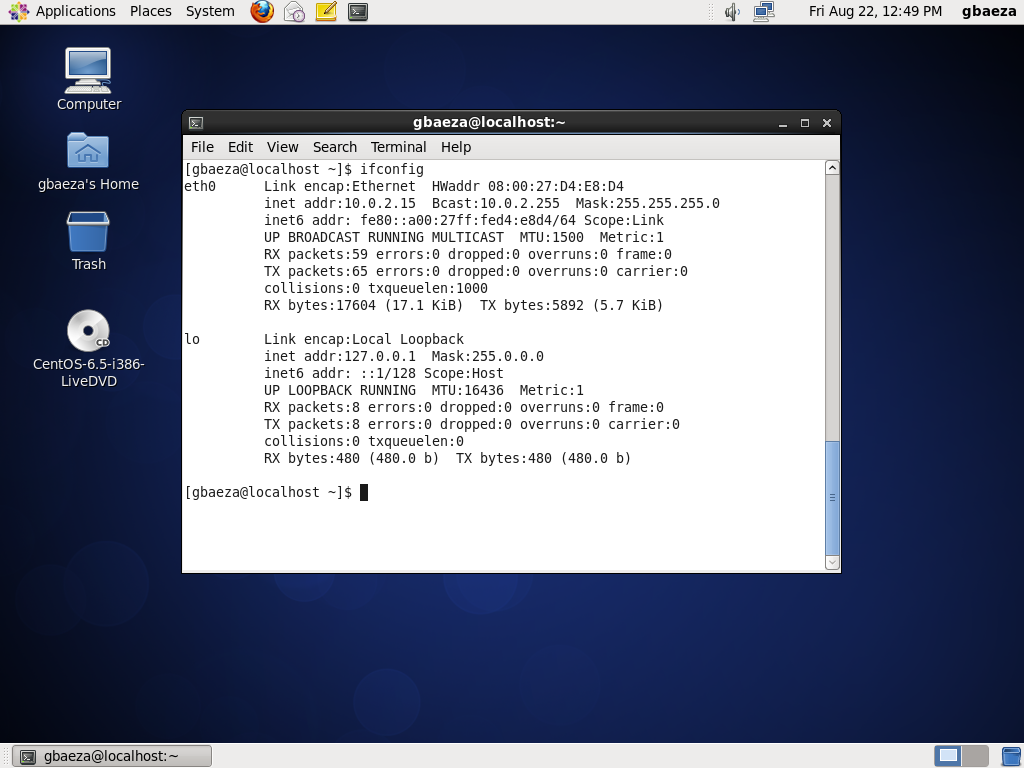 Applications Places System Fri Aug 22, 12:49 PM gbaeza
Computer
gbaeza's Home
Trash
CD
CentOS-6.5-i386-
LiveDVD
gbaeza@localhost:~
File Edit View Search Terminal Help
[gbaeza@localhost ~]$ ifconfig
eth0      Link encap:Ethernet  HWaddr 08:00:27:D4:E8:D4
          inet addr:10.0.2.15  Bcast:10.0.2.255  Mask:255.255.255.0
          inet6 addr: fe80::a00:27ff:fed4:e8d4/64 Scope:Link
          UP BROADCAST RUNNING MULTICAST  MTU:1500  Metric:1
          RX packets:59 errors:0 dropped:0 overruns:0 frame:0
          TX packets:65 errors:0 dropped:0 overruns:0 carrier:0
          collisions:0 txqueuelen:1000
          RX bytes:17604 (17.1 KiB)  TX bytes:5892 (5.7 KiB)

lo        Link encap:Local Loopback
          inet addr:127.0.0.1  Mask:255.0.0.0
          inet6 addr: ::1/128 Scope:Host
          UP LOOPBACK RUNNING  MTU:16436  Metric:1
          RX packets:8 errors:0 dropped:0 overruns:0 frame:0
          TX packets:8 errors:0 dropped:0 overruns:0 carrier:0
          collisions:0 txqueuelen:0
          RX bytes:480 (480.0 b)  TX bytes:480 (480.0 b)

[gbaeza@localhost ~]$
gbaeza@localhost:~